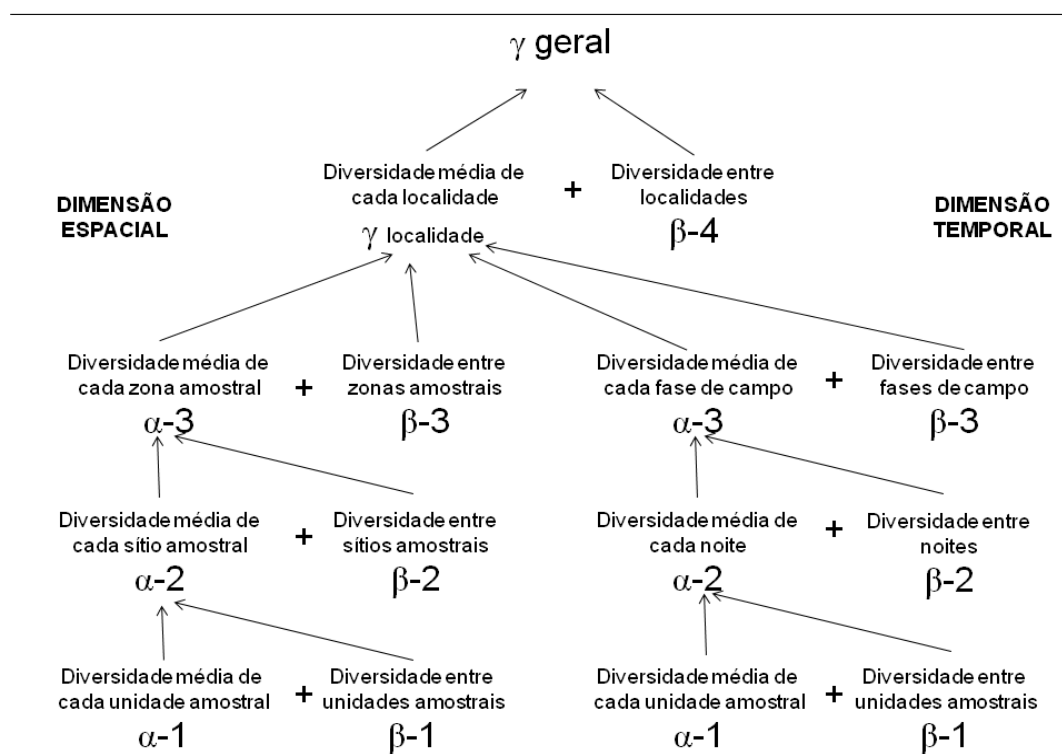 γ geral
Diversidade média de
cada localidade
γ localidade
+
Diversidade entre
localidades
β-4
DIMENSÃO
ESPACIAL
DIMENSÃO
TEMPORAL
Diversidade média de
cada zona amostral
α-3
+
Diversidade entre
zonas amostrais
β-3
Diversidade média de
cada fase de campo
α-3
+
Diversidade entre
fases de campo
β-3
Diversidade média de
cada sítio amostral
α-2
+
Diversidade entre
sítios amostrais
β-2
Diversidade média de
cada noite
α-2
+
Diversidade entre
noites
β-2
Diversidade média de
cada unidade amostral
α-1
+
Diversidade entre
unidades amostrais
β-1
Diversidade média de
cada unidade amostral
α-1
+
Diversidade entre
unidades amostrais
β-1